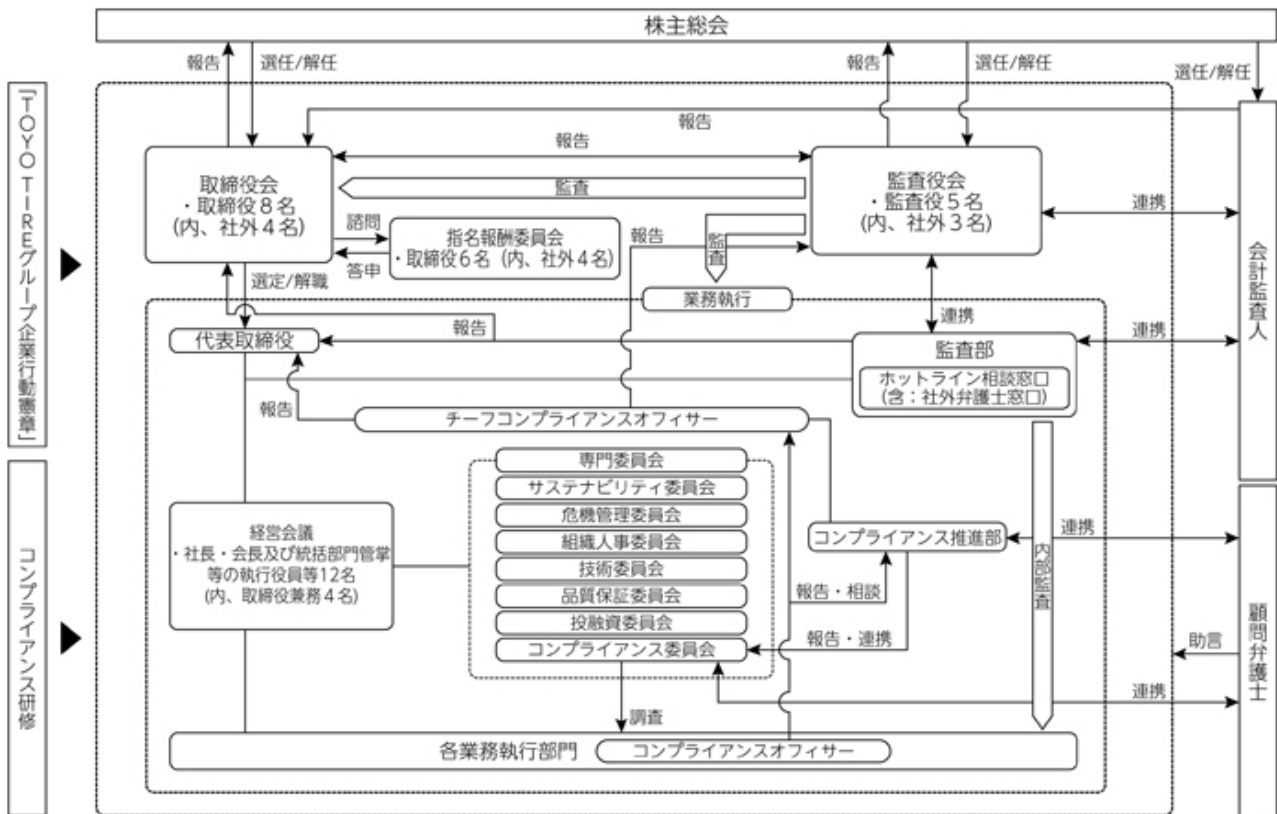 株主総会
報告
選任/解任
報告
選任/解任
選任/解任
「TOYO TIREグループ企業行動憲章」
コンプライアンス研修
報告
報告
監査
取締役会
・取締役8名
(内、社外4名)
監査役会
・監査役5名
(内、社外3名)
連携
諮問
答申
指名報酬委員会
・取締役6名(内、社外4名)
報告
監査
選定/解職
業務執行
連携
会計監査人
代表取締役
報告
監査部
ホットライン相談窓口
(含:社外弁護士窓口)
連携
報告
チーフコンプライアンスオフィサー
専門委員会
サステナビリティ委員会
危機管理委員会
組織人事委員会
技術委員会
品質保証委員会
投融資委員会
コンプライアンス委員会
経営会議
・社長・会長及び統括部門管掌
等の執行役員等12名
(内、取締役兼務4名)
コンプライアンス推進部
連携
内部監査
報告・相談
報告・連携
助言
連携
顧問弁護士
調査
各業務執行部門
コンプライアンスオフィサー